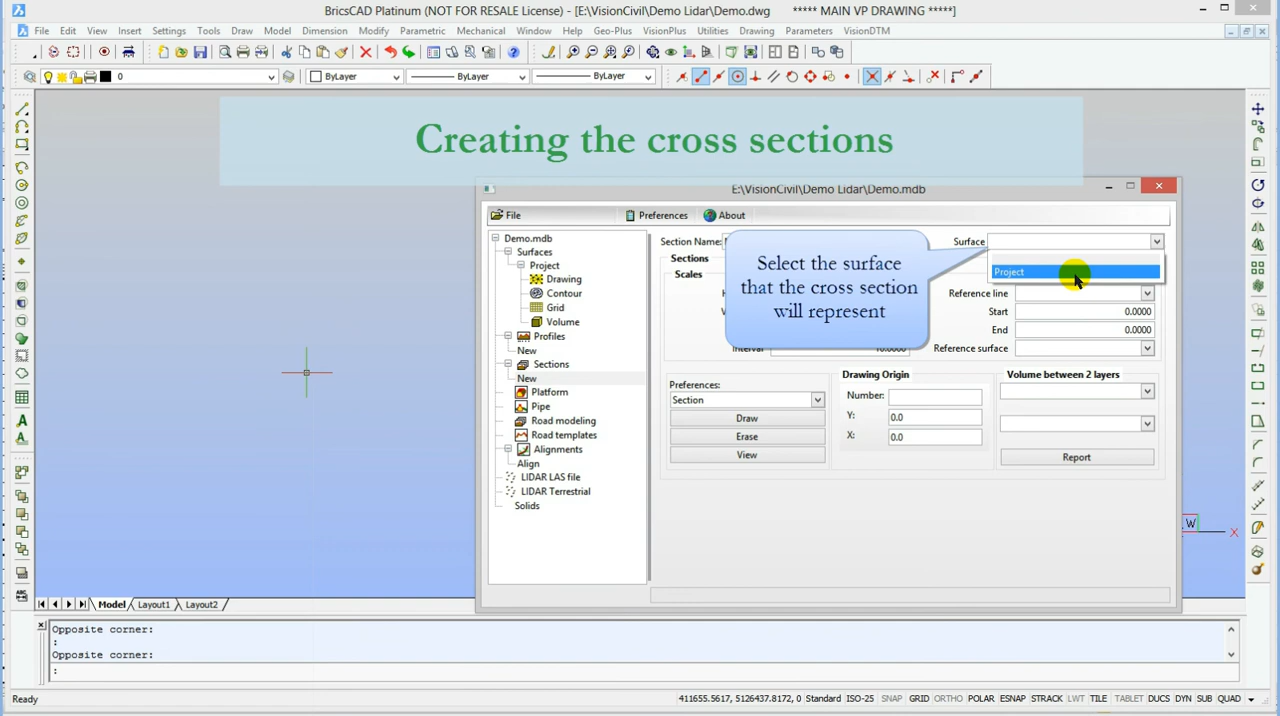 BricsCAD Platinum (NOT FOR RESALE License) - [E:\VisionCivil\Demo Lidar\Demo.dwg ***** MAIN VP DRAWING *****]
File Edit View Insert Settings Tools Draw Model Dimension Modify Parametric Mechanical Window Help Geo-Plus VisionPlus Utilities Drawing Parameters VisionDTM
0 ByLayer ByLayer ByLayer
Creating the cross sections
E:\VisionCivil\Demo Lidar\Demo.mdb
File Preferences About
Demo.mdb
Surfaces
Project
Drawing
Contour
Grid
Volume
Profiles
New
Sections
New
Platform
Pipe
Road modeling
Road templates
Alignments
Align
LIDAR LAS file
LIDAR Terrestrial
Solids
Section Name:
Surface
Sections
Project
Scales
Select the surface
that the cross section
will represent
Reference line
Start 0.0000
End 0.0000
Interval 10.0000
Reference surface
Preferences:
Section
Draw
Erase
View
Drawing Origin
Number:
Y: 0.0
X: 0.0
Volume between 2 layers
Report
W X
Model Layout1 Layout2
Opposite corner:
:
Opposite corner:
:
Ready
411655.5617, 5126437.8172, 0 Standard ISO-25 SNAP GRID ORTHO POLAR ESNAP STRACK LWT TILE TABLET DUCS DYN SUB QUAD